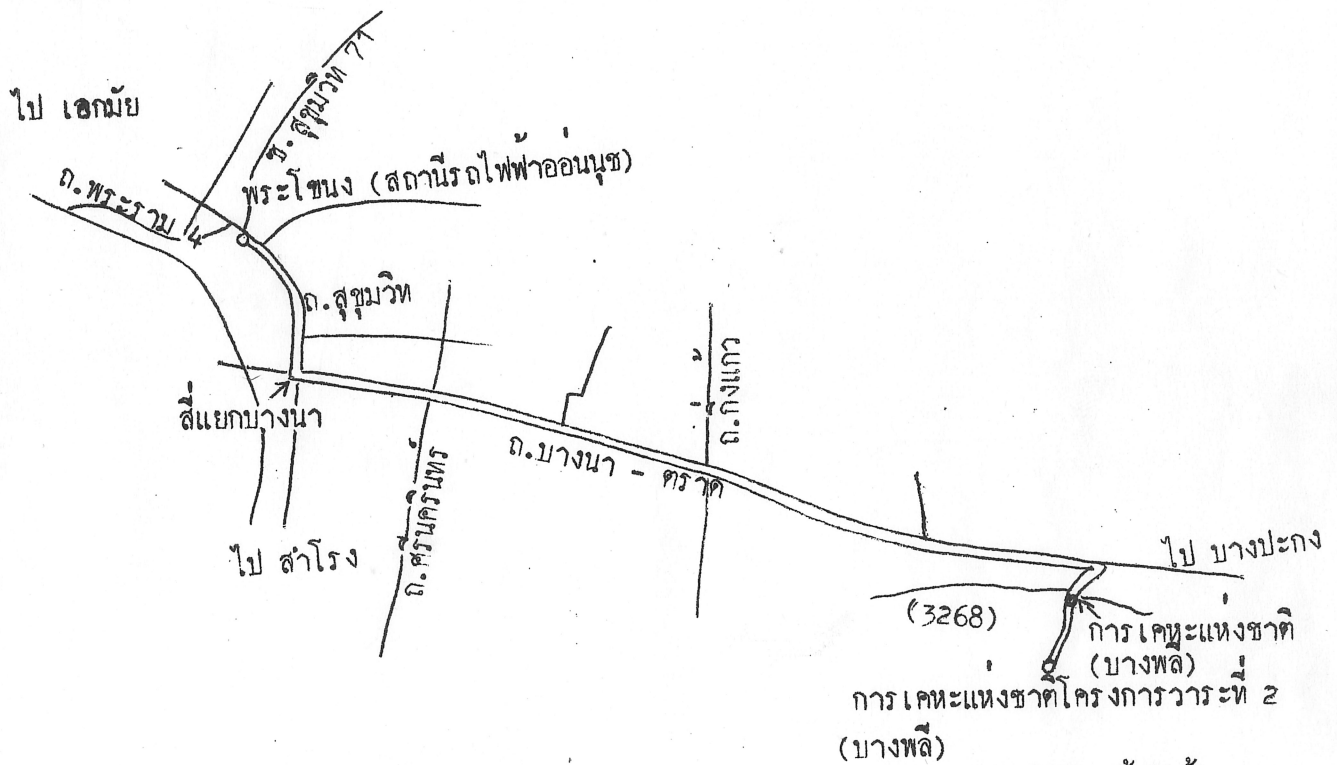 ไป เอกมัย
ซ.สุขุมวิท 71
ถ.พระราม 4
พระโขนง (สถานีรถไฟฟ้าอ่อนนุช)
ถ.สุขุมวิท
สี่แยกบางนา
ถ.กิ่งแก้ว
ถ.บางนา - ตราด
ถ.ศรีนครินทร์
ไป สำโรง
ไป บางปะกง
(3268)
การเคหะแห่งชาติ
(บางพลี)
การเคหะแห่งชาติโครงการวาระที่ 2
(บางพลี)